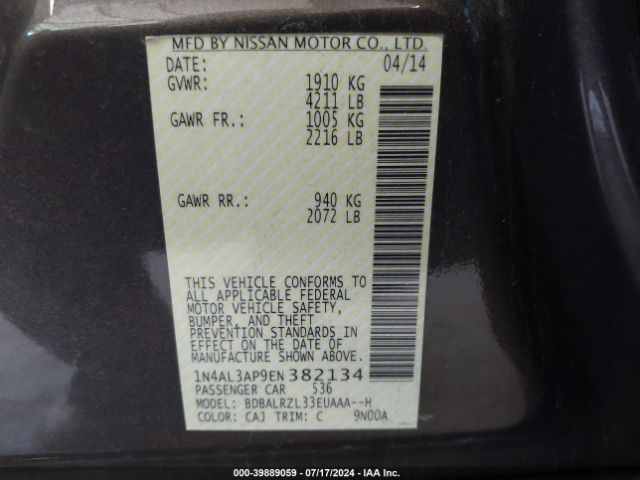 MFD BY NISSAN MOTOR CO., LTD.
DATE: 04/14
GVWR: 1910 KG
4211 LB
GAWR FR.: 1005 KG
2216 LB
GAWR RR.: 940 KG
2072 LB
THIS VEHICLE CONFORMS TO
ALL APPLICABLE FEDERAL
MOTOR VEHICLE SAFETY,
BUMPER, AND THEFT
PREVENTION STANDARDS IN
EFFECT ON THE DATE OF
MANUFACTURE SHOWN ABOVE.
1N4AL3AP9EN382134
PASSENGER CAR 536
MODEL: BDBALRZL33EUAAA--H
COLOR: CAJ TRIM: C 9N00A
000-39889059 / 07/17/2024 - IAA Inc.